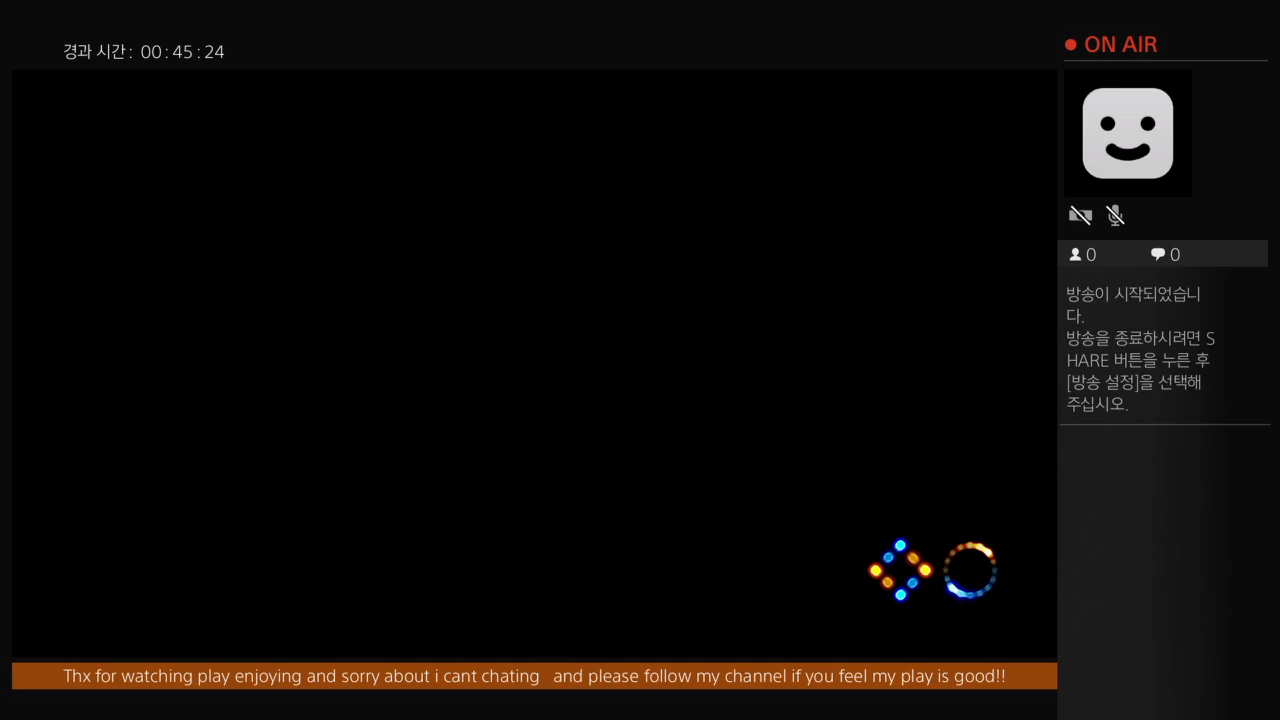 경과 시간 : 00 : 45 : 24
ON AIR
0 0
방송이 시작되었습니
다.
방송을 종료하시려면 S
HARE 버튼을 누른 후
[방송 설정]을 선택해
주십시오.
Thx for watching play enjoying and sorry about i cant chating and please follow my channel if you feel my play is good!!